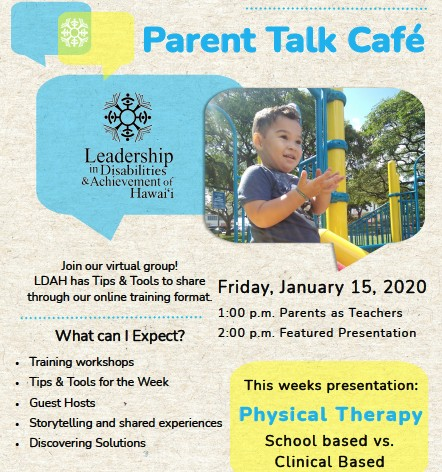 Parent Talk Café
Leadership
in Disabilities
& Achievement of
Hawai‘i
Join our virtual group!
LDAH has Tips & Tools to share
through our online training format.
What can I Expect?
• Training workshops
• Tips & Tools for the Week
• Guest Hosts
• Storytelling and shared experiences
• Discovering Solutions
Friday, January 15, 2020
1:00 p.m. Parents as Teachers
2:00 p.m. Featured Presentation
This weeks presentation:
Physical Therapy
School based vs.
Clinical Based